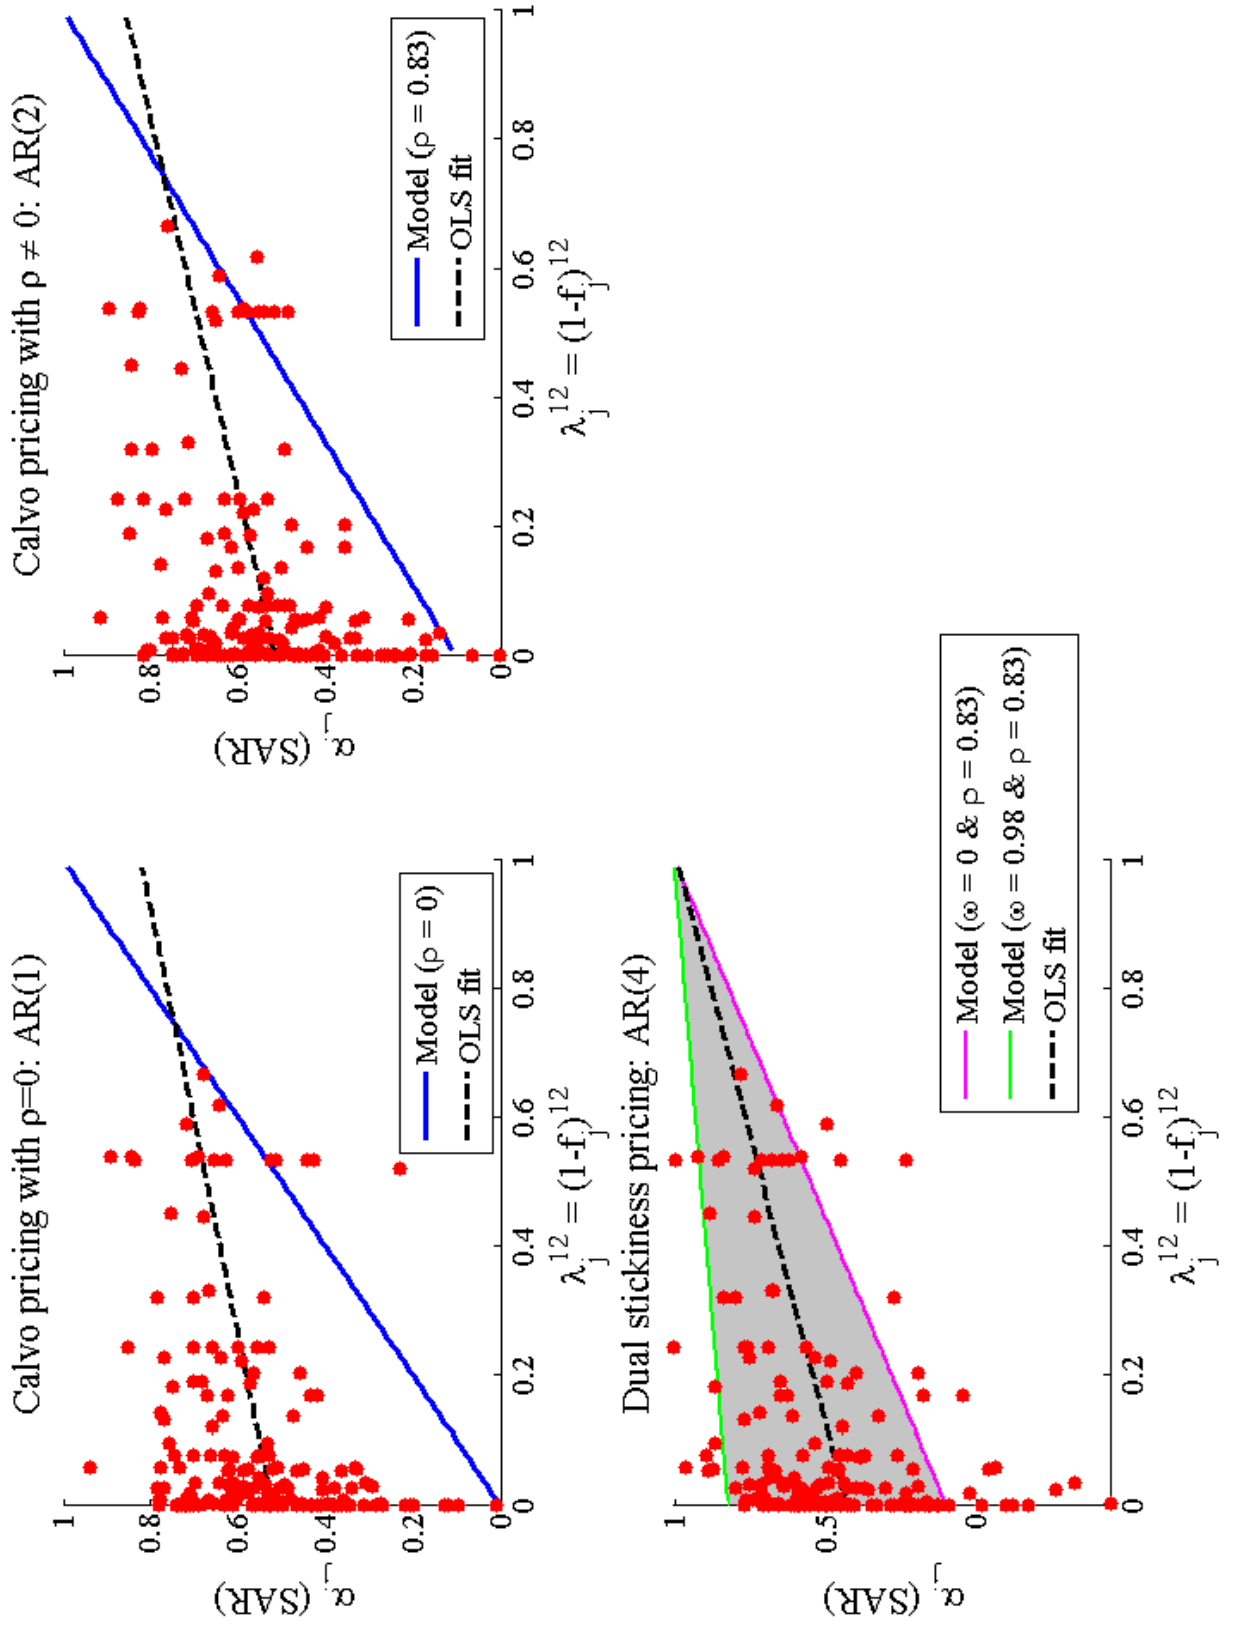 Calvo pricing with ρ=0: AR(1)
1
0.8
0.6
0.4
0.2
0
α_j (SAR)
0
0.2
0.4
0.6
0.8
1
λ_j^12 = (1-f_j)^12
Model (ρ = 0)
OLS fit
Calvo pricing with ρ ≠ 0: AR(2)
1
0.8
0.6
0.4
0.2
0
α_j (SAR)
0
0.2
0.4
0.6
0.8
1
λ_j^12 = (1-f_j)^12
Model (ρ = 0.83)
OLS fit
Dual stickiness pricing: AR(4)
1
0.5
0
α_j (SAR)
0
0.2
0.4
0.6
0.8
1
λ_j^12 = (1-f_j)^12
Model (ω = 0 & ρ = 0.83)
Model (ω = 0.98 & ρ = 0.83)
OLS fit